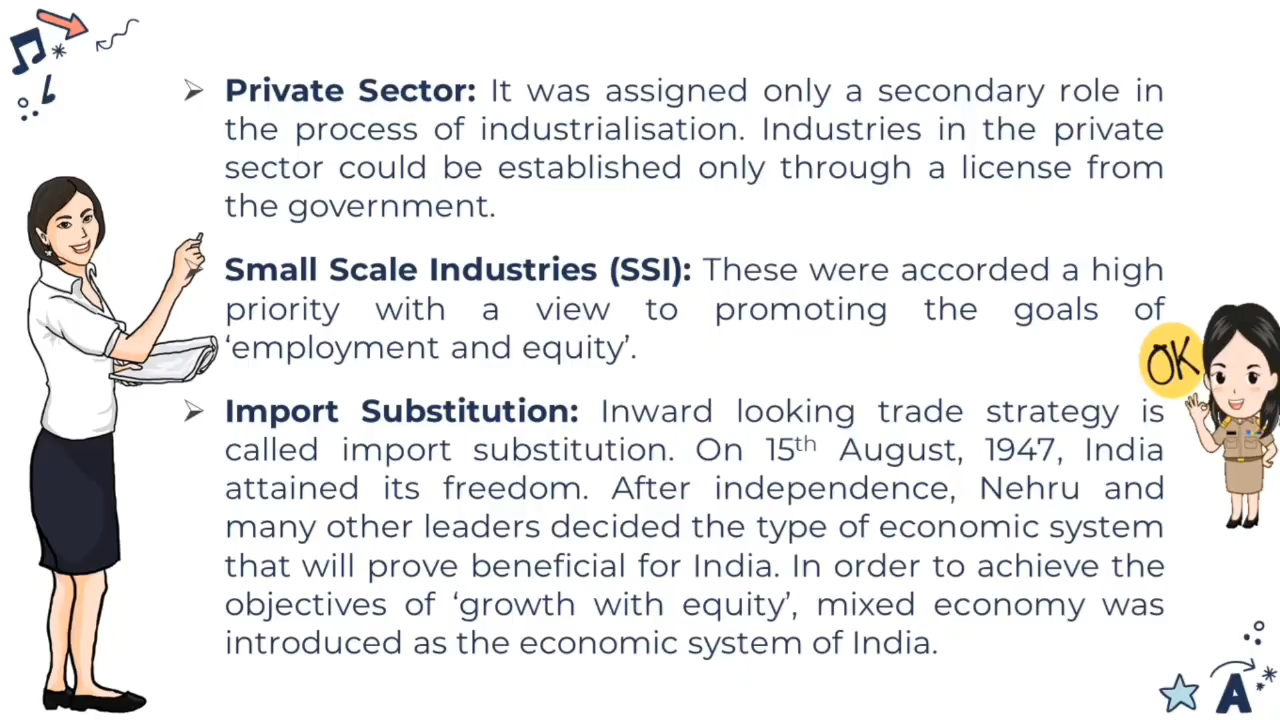 ➢ Private Sector: It was assigned only a secondary role in
the process of industrialisation. Industries in the private
sector could be established only through a license from
the government.
➢ Small Scale Industries (SSI): These were accorded a high
priority with a view to promoting the goals of
‘employment and equity’.
➢ Import Substitution: Inward looking trade strategy is
called import substitution. On 15th August, 1947, India
attained its freedom. After independence, Nehru and
many other leaders decided the type of economic system
that will prove beneficial for India. In order to achieve the
objectives of ‘growth with equity’, mixed economy was
introduced as the economic system of India.
OK
A